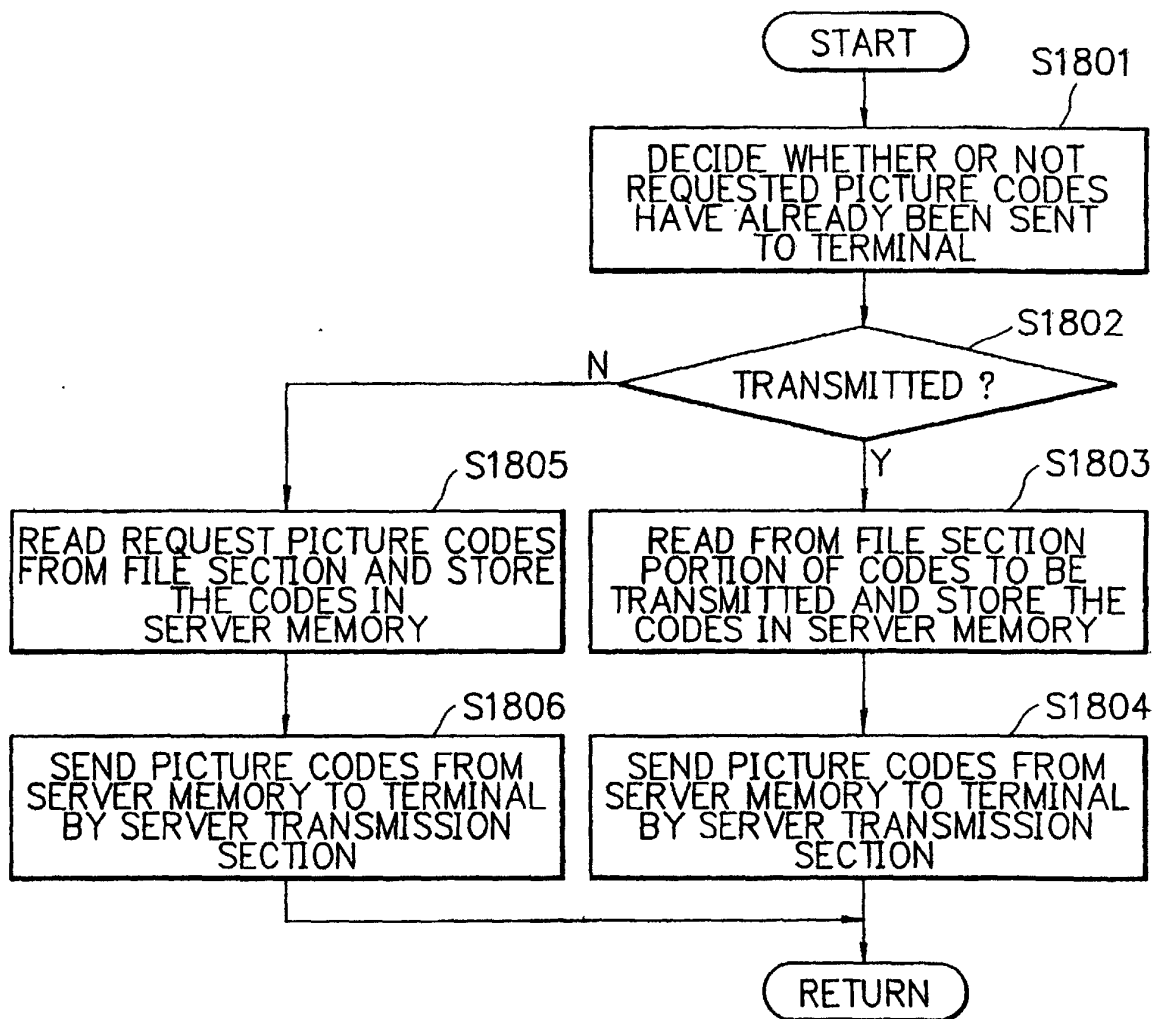 START
S1801
DECIDE WHETHER OR NOT
REQUESTED PICTURE CODES
HAVE ALREADY BEEN SENT
TO TERMINAL
S1802
N
TRANSMITTED ?
Y
S1805
READ REQUEST PICTURE CODES
FROM FILE SECTION AND STORE
THE CODES IN
SERVER MEMORY
S1803
READ FROM FILE SECTION
PORTION OF CODES TO BE
TRANSMITTED AND STORE THE
CODES IN SERVER MEMORY
S1806
SEND PICTURE CODES FROM
SERVER MEMORY TO TERMINAL
BY SERVER TRANSMISSION
SECTION
S1804
SEND PICTURE CODES FROM
SERVER MEMORY TO TERMINAL
BY SERVER TRANSMISSION
SECTION
RETURN